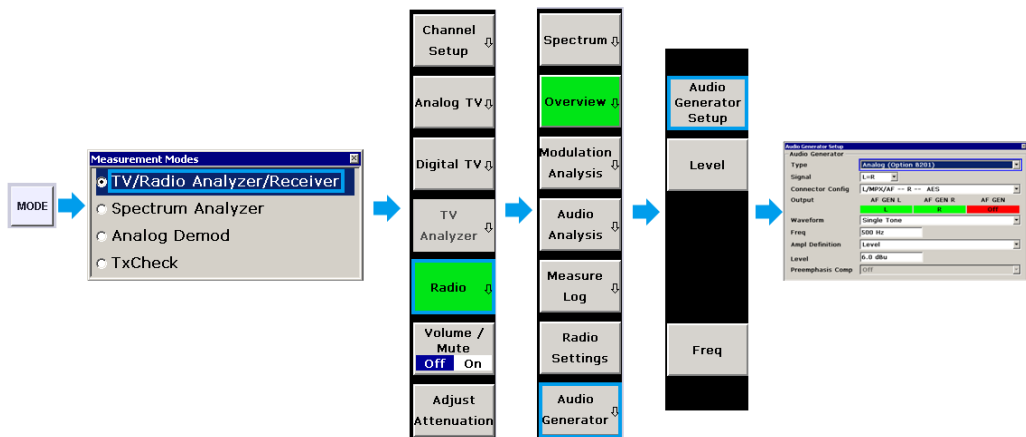 MODE
Measurement Modes
TV/Radio Analyzer/Receiver
Spectrum Analyzer
Analog Demod
TxCheck
Channel
Setup
Analog TV
Digital TV
TV
Analyzer
Radio
Volume /
Mute
Off On
Adjust
Attenuation
Spectrum
Overview
Modulation
Analysis
Audio
Analysis
Measure
Log
Radio
Settings
Audio
Generator
Audio
Generator
Setup
Level
Freq
Audio Generator Setup
Audio Generator
Type Analog (Option B201)
Signal L=R
Connector Config L/MPX/AF -- R -- AES
Output AF GEN L AF GEN R AF GEN
L R Off
Waveform Single Tone
Freq 500 Hz
Ampl Definition Level
Level 6.0 dBu
Preemphasis Comp Off